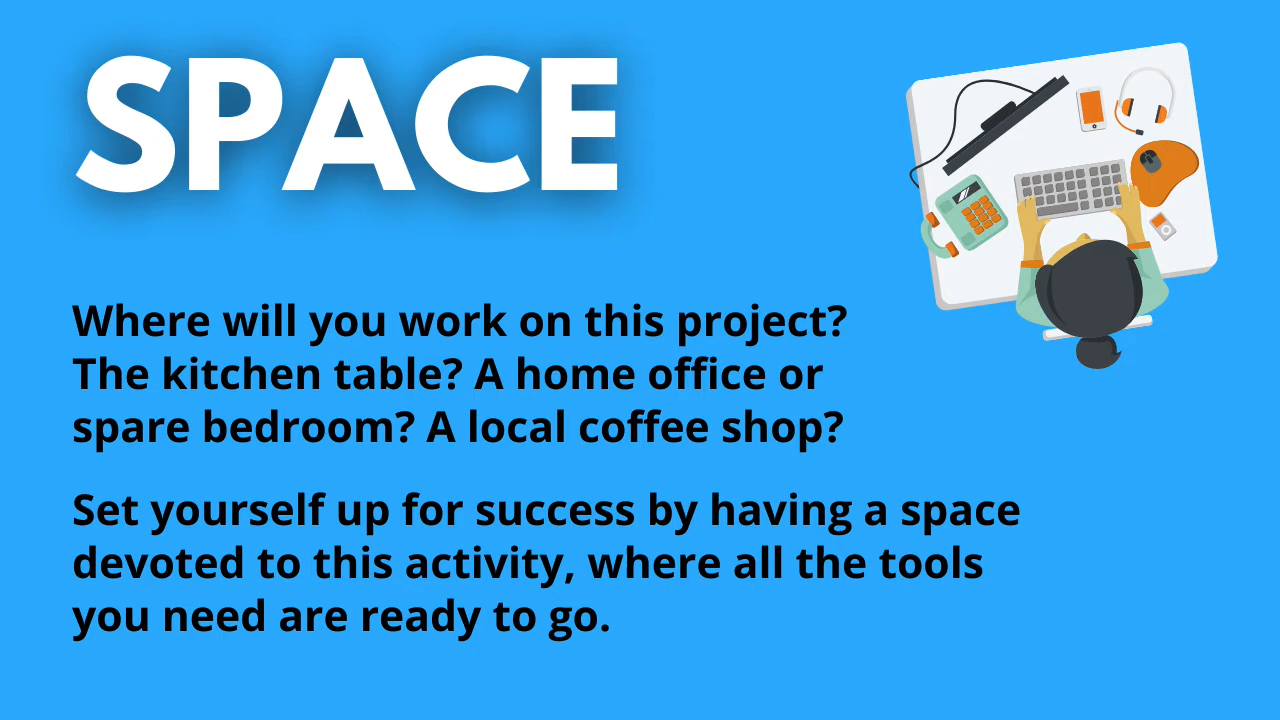 SPACE
Where will you work on this project?
The kitchen table? A home office or
spare bedroom? A local coffee shop?
Set yourself up for success by having a space
devoted to this activity, where all the tools
you need are ready to go.